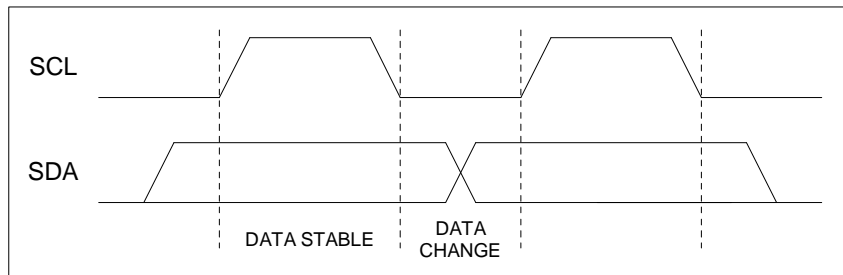 SCL
SDA
DATA STABLE
DATA
CHANGE